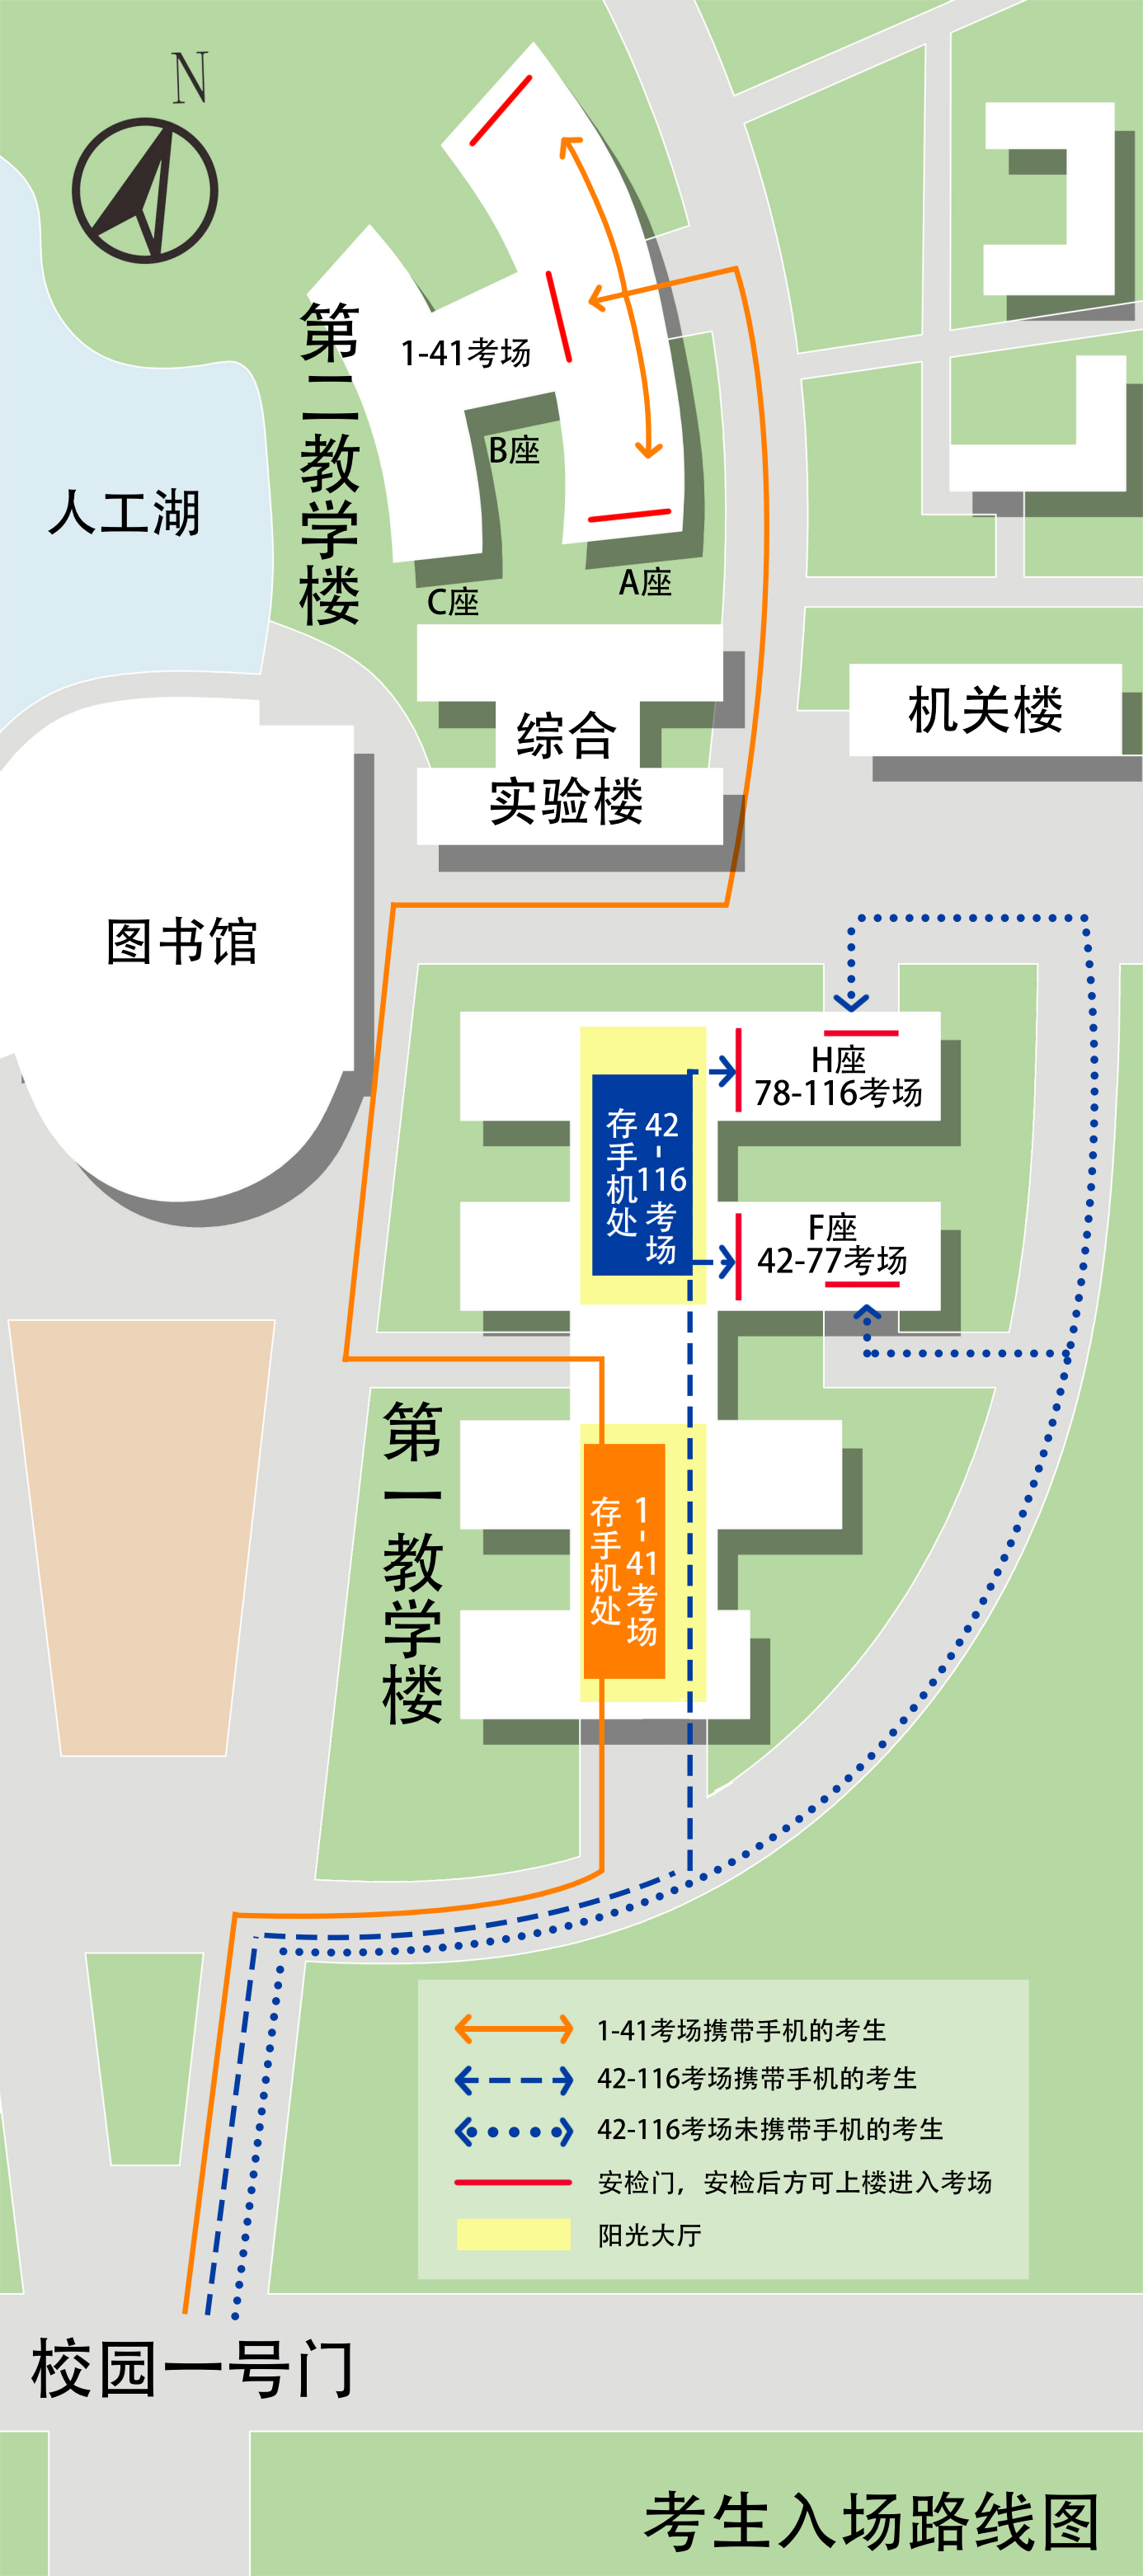 N
第二教学楼
1-41考场
B座
人工湖
A座
C座
机关楼
综合
实验楼
图书馆
H座
78-116考场
42-116考场
存手机处
F座
42-77考场
第一教学楼
1-41考场
存手机处
1-41考场携带手机的考生
42-116考场携带手机的考生
42-116考场未携带手机的考生
安检门，安检后方可上楼进入考场
阳光大厅
校园一号门
考生入场路线图